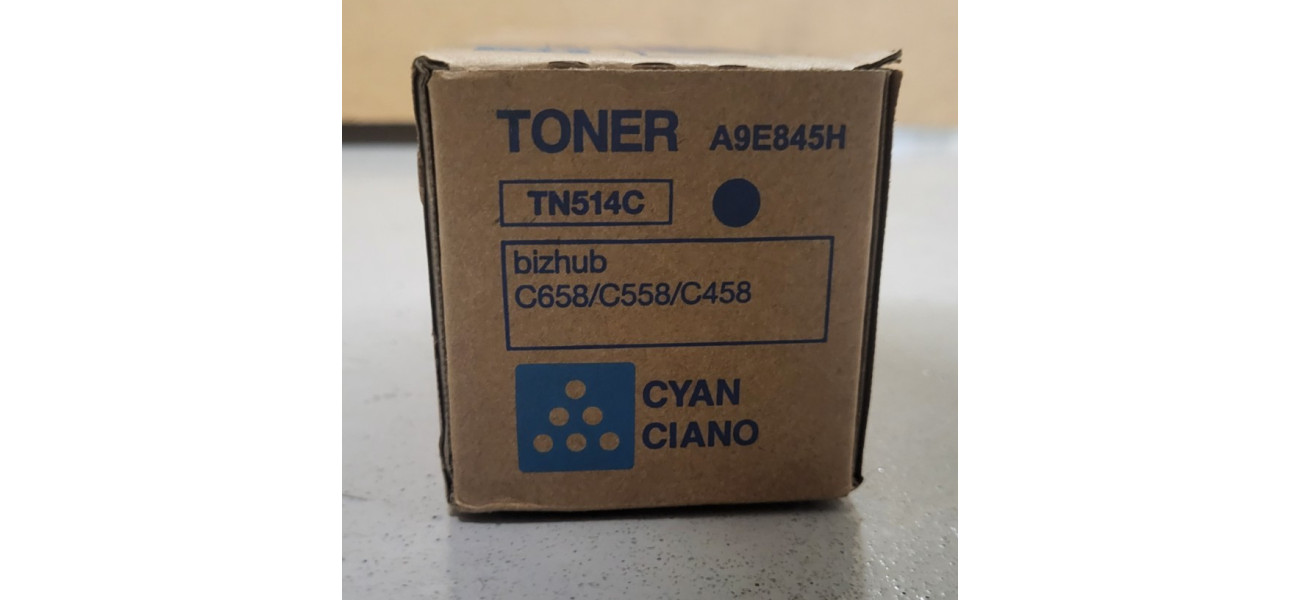 TONER A9E845H
TN514C
bizhub
C658/C558/C458
CYAN
CIANO